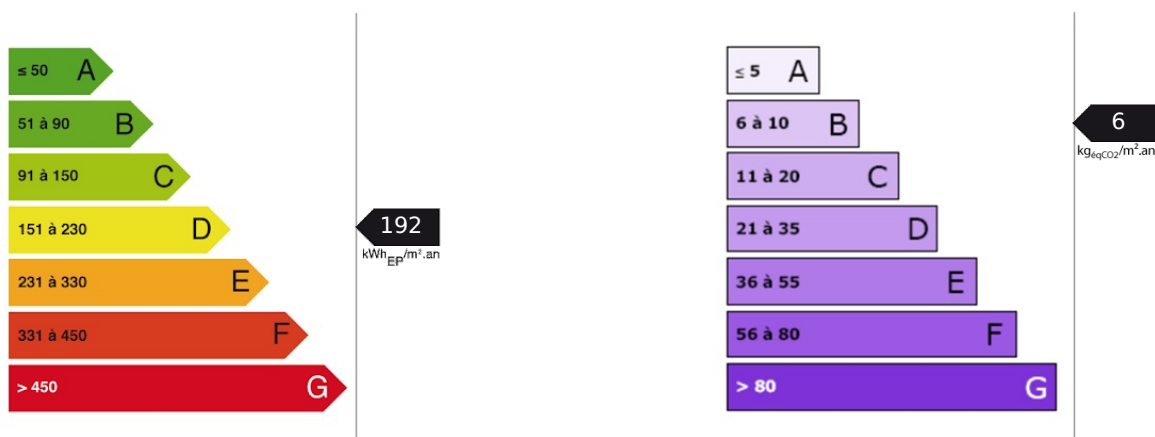 ≤ 50 A
51 à 90 B
91 à 150 C
151 à 230 D
231 à 330 E
331 à 450 F
> 450 G
192
kWhEP/m².an
≤ 5 A
6 à 10 B
11 à 20 C
21 à 35 D
36 à 55 E
56 à 80 F
> 80 G
6
kgéqCO2/m².an